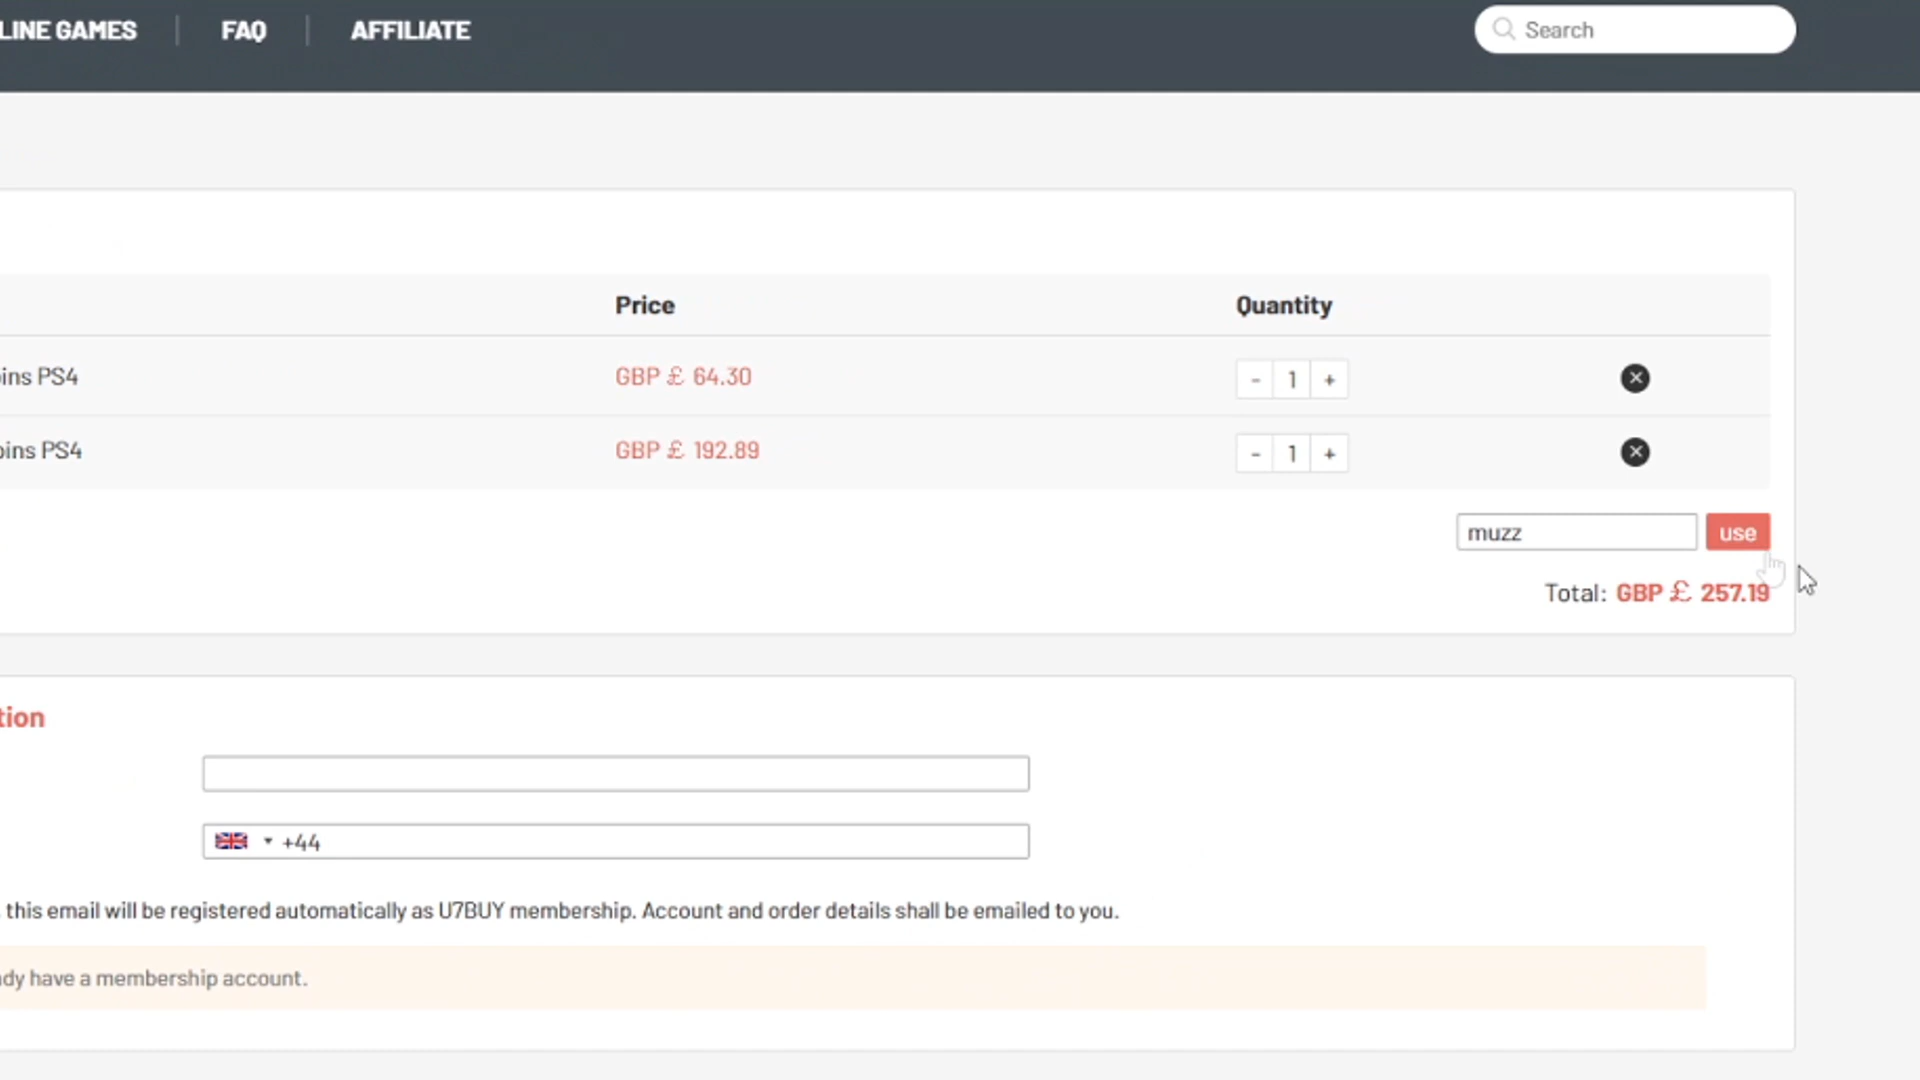 LINE GAMES | FAQ | AFFILIATE Search
Price Quantity
ins PS4 GBP £ 64.30 - 1 +
oins PS4 GBP £ 192.89 - 1 +
muzz use
Total: GBP £ 257.19
tion
+44
this email will be registered automatically as U7BUY membership. Account and order details shall be emailed to you.
dy have a membership account.